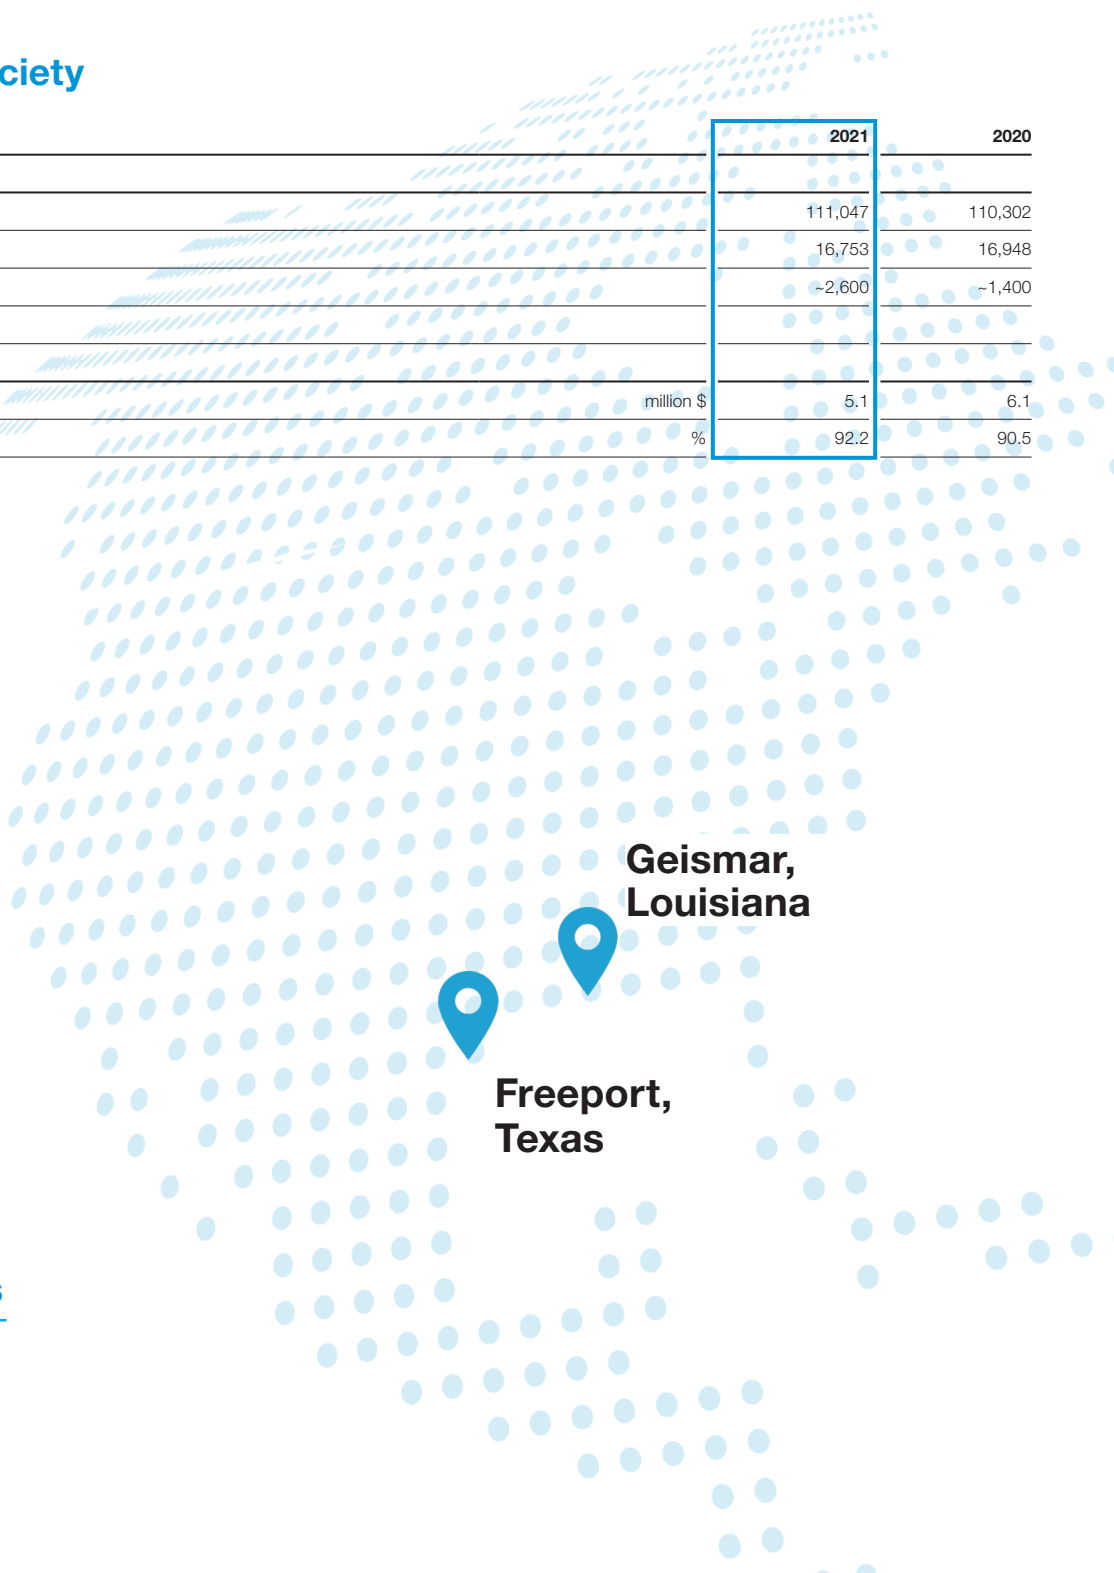 ciety
2021 2020
111,047 110,302
16,753 16,948
~2,600 ~1,400
million $ 5.1 6.1
% 92.2 90.5
Geismar,
Louisiana
Freeport,
Texas
s